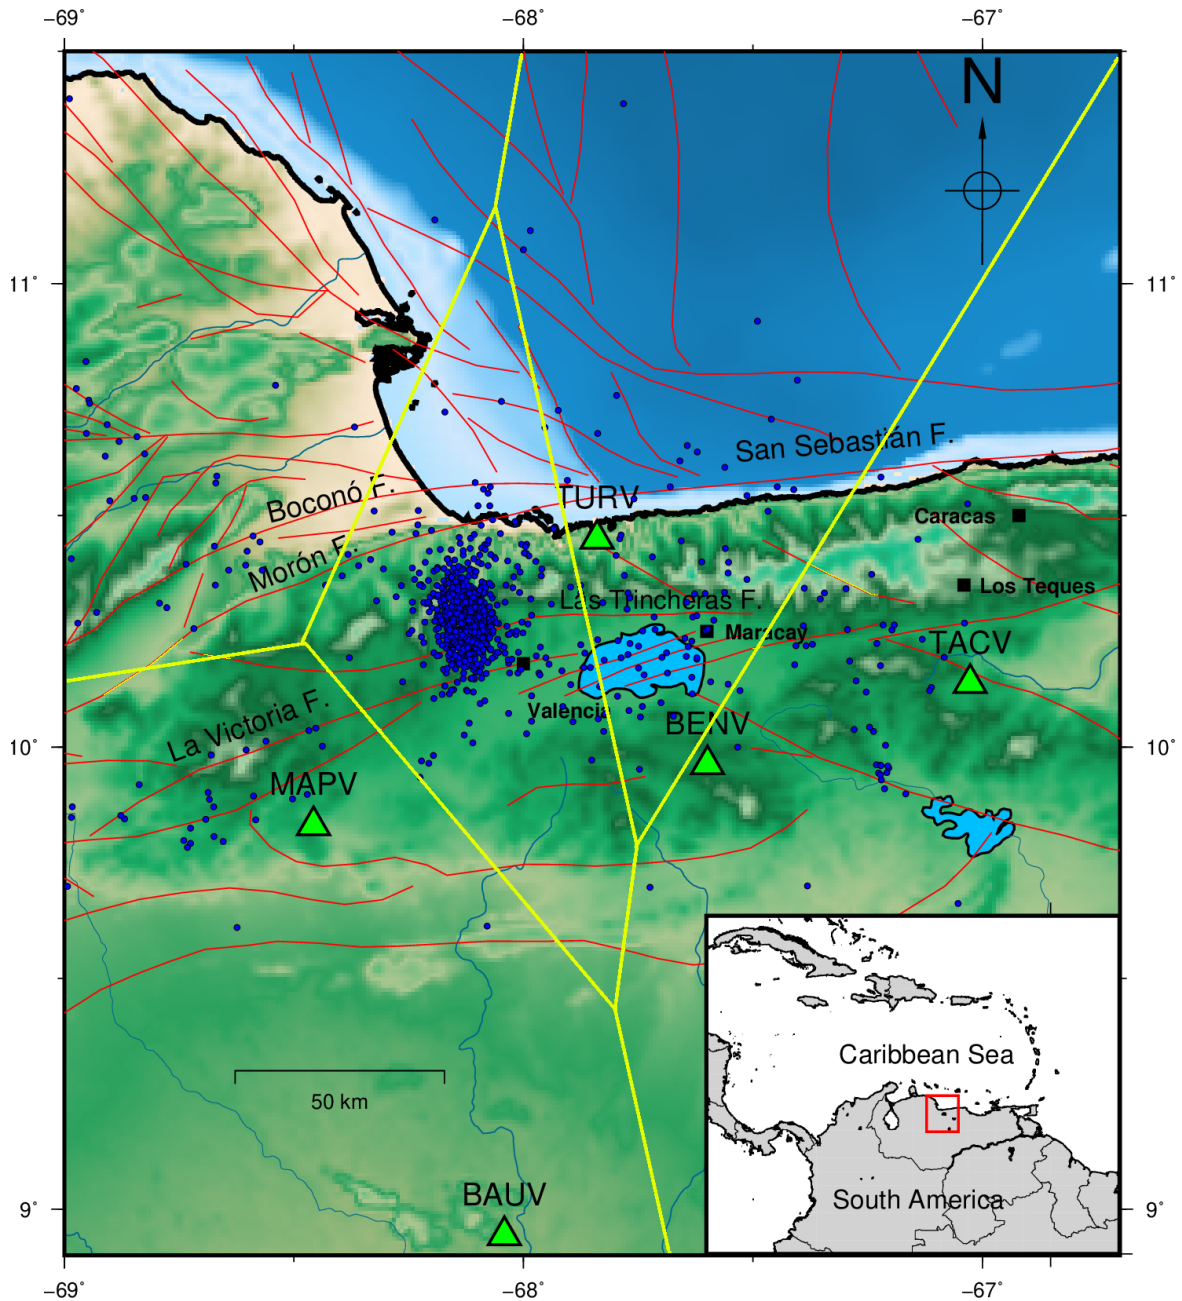 −69˚
−68˚
−67˚
N
11˚
11˚
San Sebastián F.
Boconó F.
TURV
Caracas
Morón F.
Los Teques
Las Trincheras F.
Maracay
TACV
La Victoria F.
Valencia
BENV
10˚
10˚
MAPV
Caribbean Sea
50 km
South America
BAUV
9˚
9˚
−69˚
−68˚
−67˚